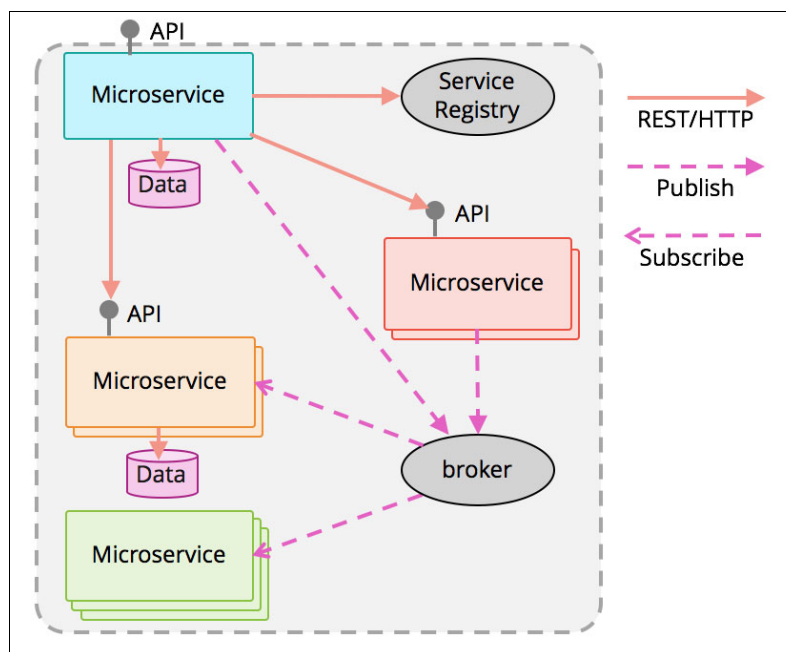 API
Microservice
Service
Registry
REST/HTTP
Data
Publish
API
Subscribe
Microservice
API
Microservice
Data
broker
Microservice